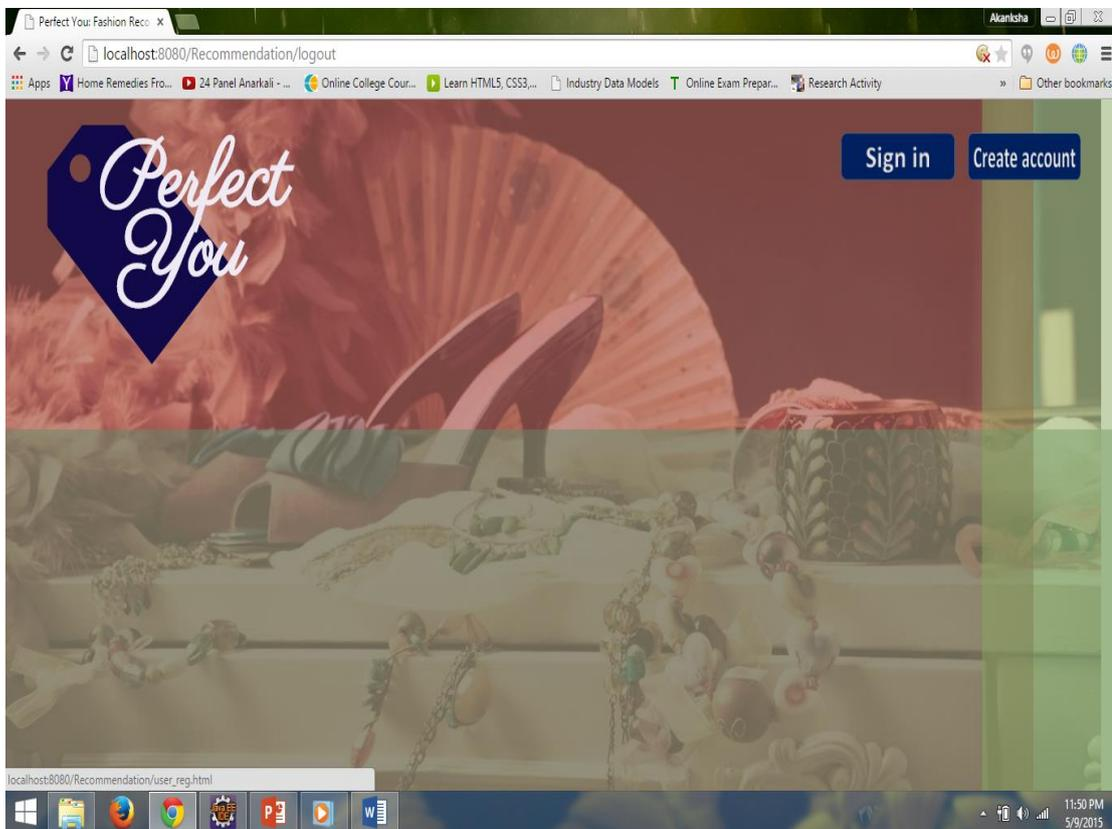 Perfect You: Fashion Reco
Akanksha
localhost:8080/Recommendation/logout
Apps Home Remedies Fro... 24 Panel Anarkali - ... Online College Cour... Learn HTML5, CSS3,... Industry Data Models Online Exam Prepar... Research Activity » Other bookmarks
Perfect
You
Sign in Create account
localhost:8080/Recommendation/user_reg.html
11:50 PM
5/9/2015